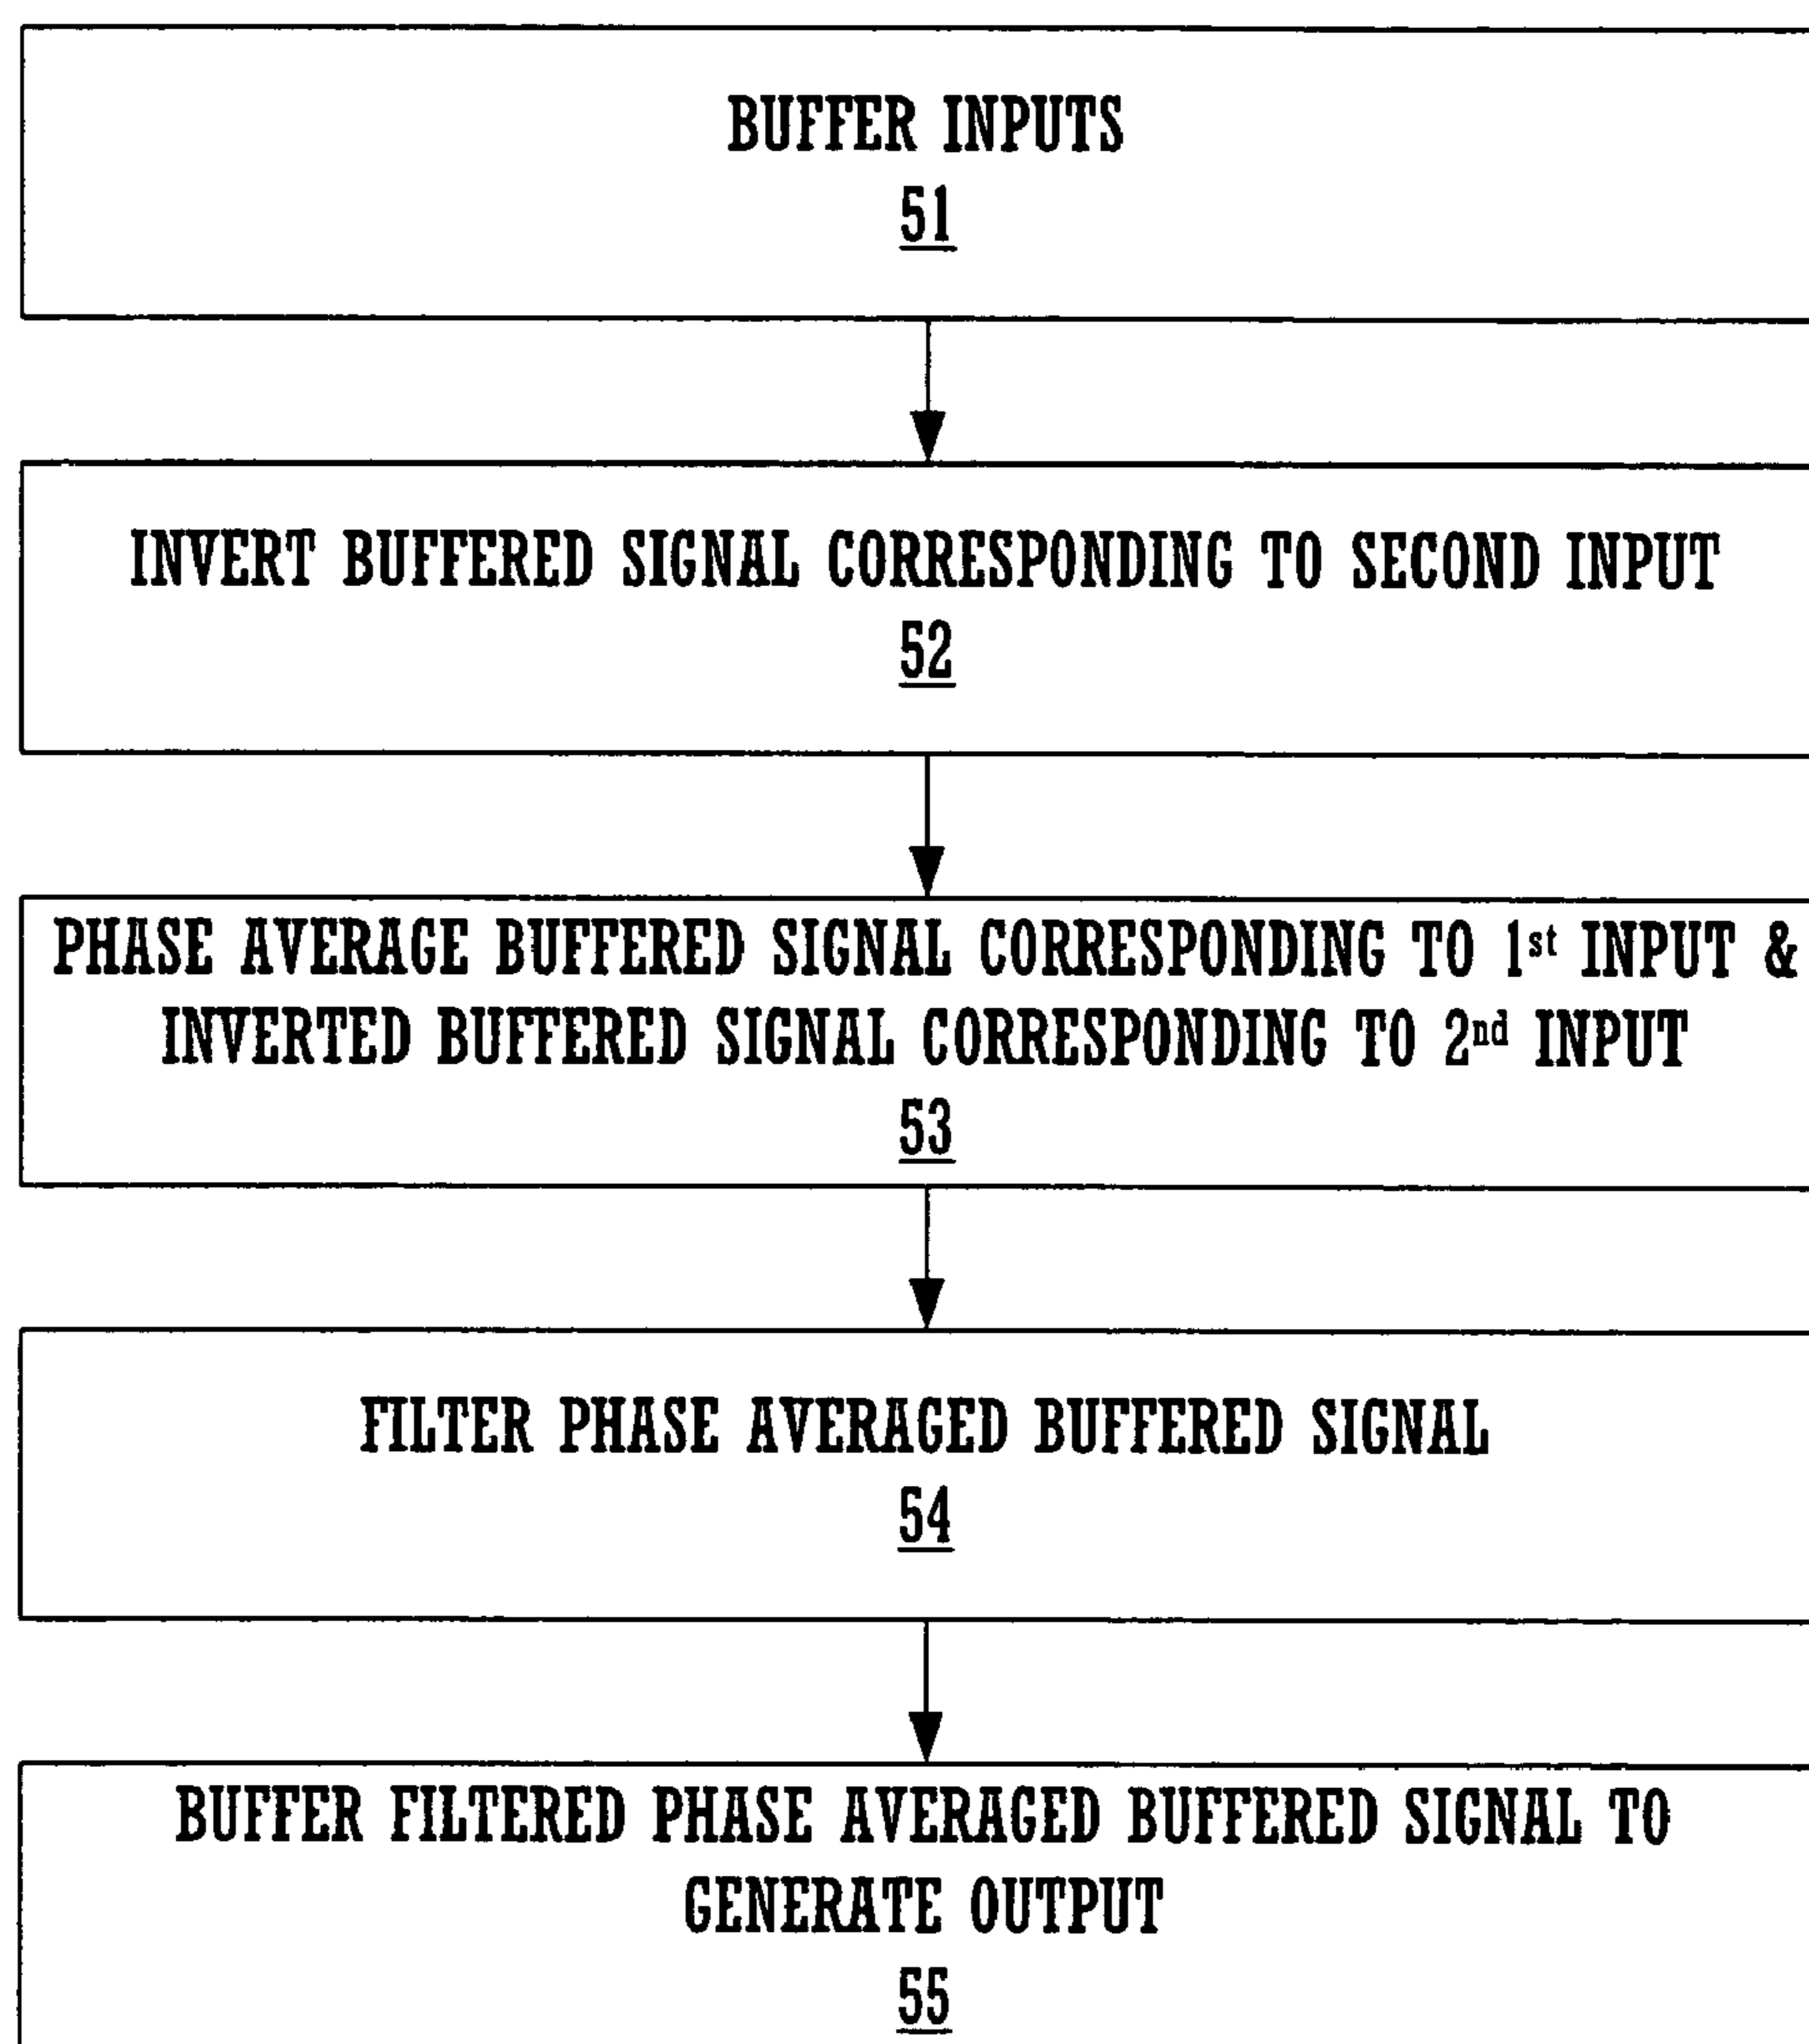 BUFFER INPUTS
51
INVERT BUFFERED SIGNAL CORRESPONDING TO SECOND INPUT
52
PHASE AVERAGE BUFFERED SIGNAL CORRESPONDING TO 1st INPUT &
INVERTED BUFFERED SIGNAL CORRESPONDING TO 2nd INPUT
53
FILTER PHASE AVERAGED BUFFERED SIGNAL
54
BUFFER FILTERED PHASE AVERAGED BUFFERED SIGNAL TO
GENERATE OUTPUT
55